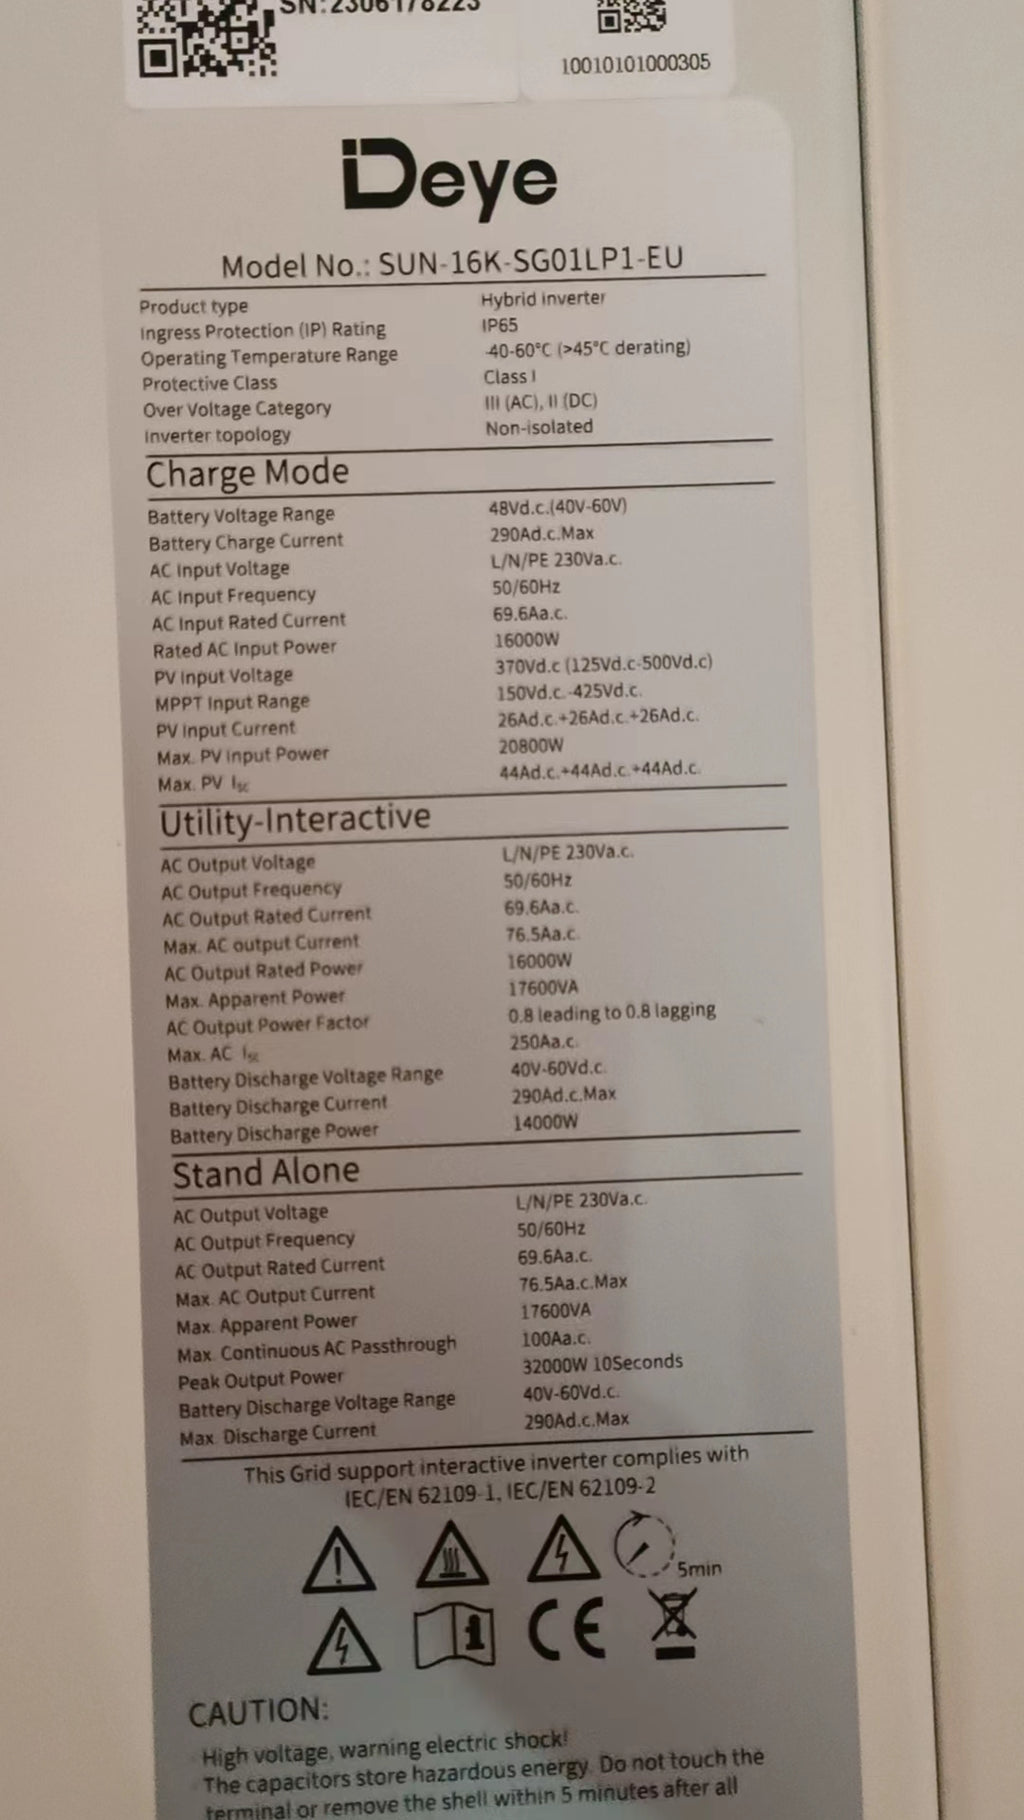 SN:2306178223
10010101000305
Deye
Model No.: SUN-16K-SG01LP1-EU
Product type Hybrid inverter
Ingress Protection (IP) Rating IP65
Operating Temperature Range -40-60°C (>45°C derating)
Protective Class Class I
Over Voltage Category III (AC), II (DC)
Inverter topology Non-isolated
Charge Mode
Battery Voltage Range 48Vd.c.(40V-60V)
Battery Charge Current 290Ad.c.Max
AC Input Voltage L/N/PE 230Va.c.
AC Input Frequency 50/60Hz
AC Input Rated Current 69.6Aa.c.
Rated AC Input Power 16000W
PV Input Voltage 370Vd.c (125Vd.c-500Vd.c)
MPPT Input Range 150Vd.c.-425Vd.c.
PV Input Current 26Ad.c.+26Ad.c.+26Ad.c.
Max. PV Input Power 20800W
Max. PV Isc 44Ad.c.+44Ad.c.+44Ad.c.
Utility-Interactive
AC Output Voltage L/N/PE 230Va.c.
AC Output Frequency 50/60Hz
AC Output Rated Current 69.6Aa.c.
Max. AC output Current 76.5Aa.c.
AC Output Rated Power 16000W
Max. Apparent Power 17600VA
AC Output Power Factor 0.8 leading to 0.8 lagging
Max. AC Isc 250Aa.c.
Battery Discharge Voltage Range 40V-60Vd.c.
Battery Discharge Current 290Ad.c.Max
Battery Discharge Power 14000W
Stand Alone
AC Output Voltage L/N/PE 230Va.c.
AC Output Frequency 50/60Hz
AC Output Rated Current 69.6Aa.c.
Max. AC Output Current 76.5Aa.c.Max
Max. Apparent Power 17600VA
Max. Continuous AC Passthrough 100Aa.c.
Peak Output Power 32000W 10Seconds
Battery Discharge Voltage Range 40V-60Vd.c.
Max. Discharge Current 290Ad.c.Max
This Grid support interactive inverter complies with
IEC/EN 62109-1, IEC/EN 62109-2
5min
CE
CAUTION:
High voltage, warning electric shock!
The capacitors store hazardous energy. Do not touch the
terminal or remove the shell within 5 minutes after all